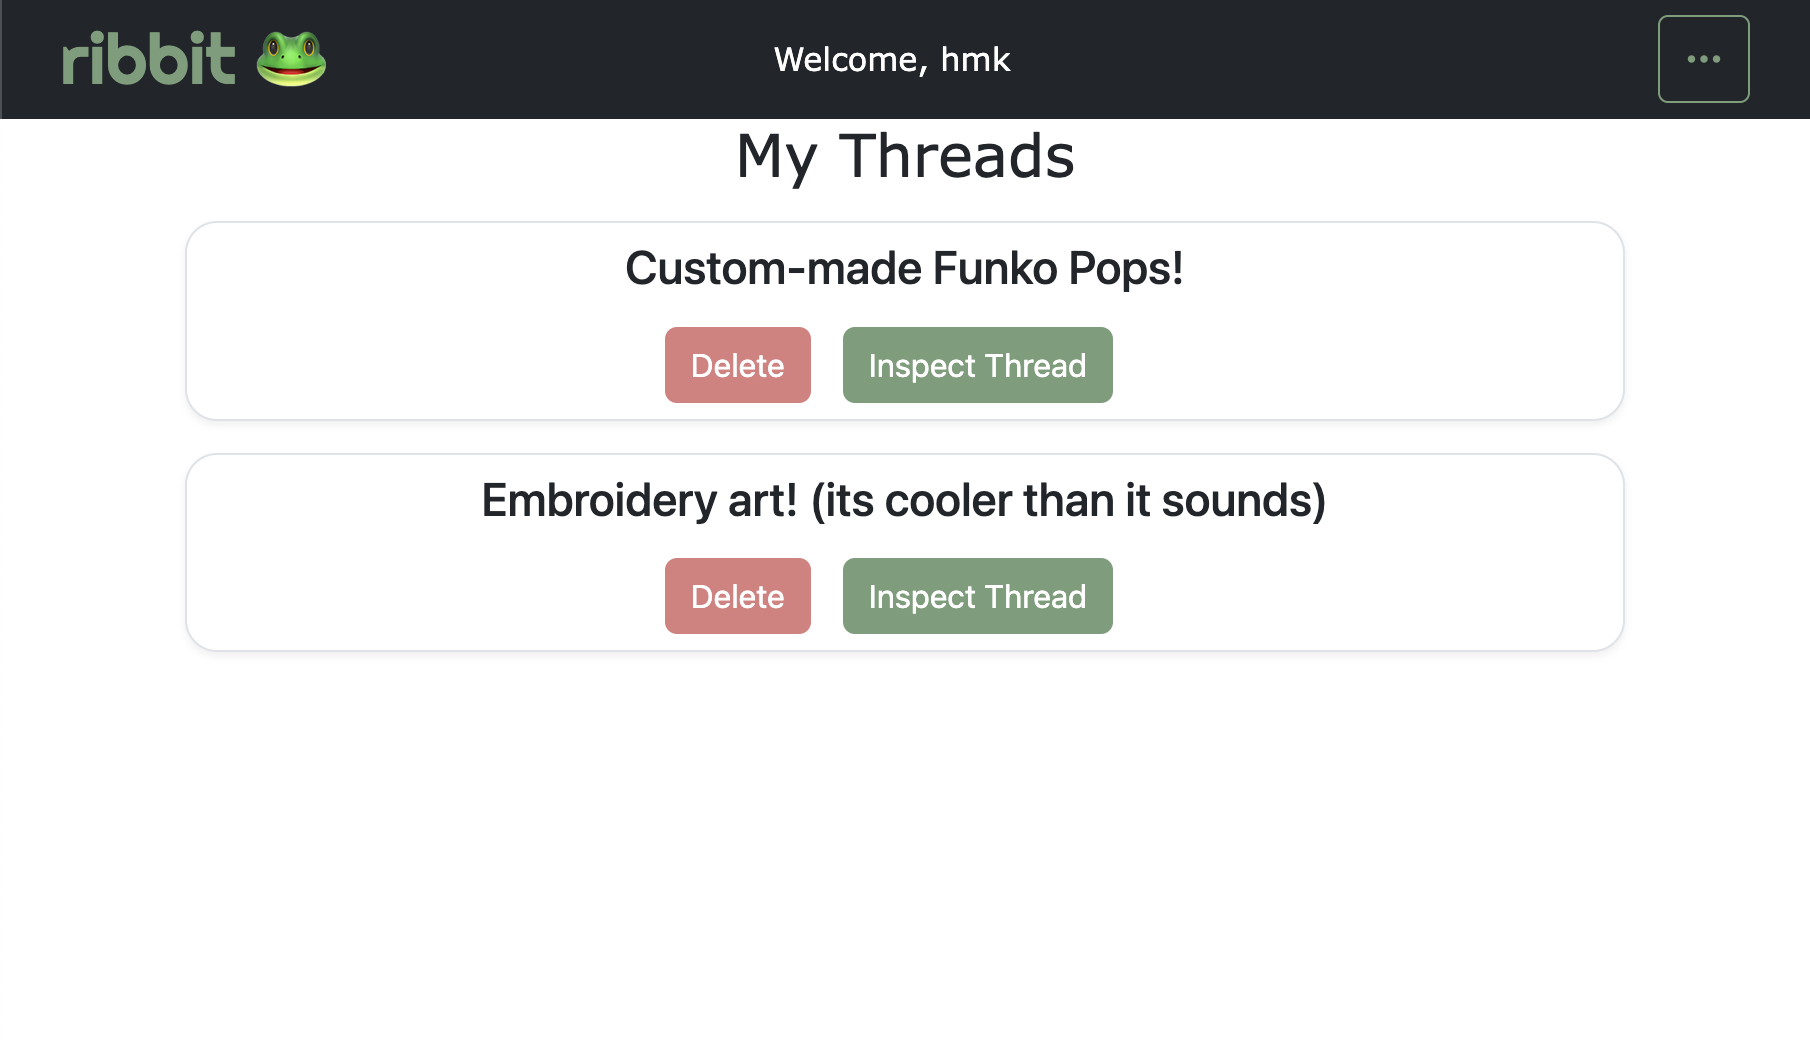 ribbit
Welcome, hmk
My Threads
Custom-made Funko Pops!
Delete
Inspect Thread
Embroidery art! (its cooler than it sounds)
Delete
Inspect Thread